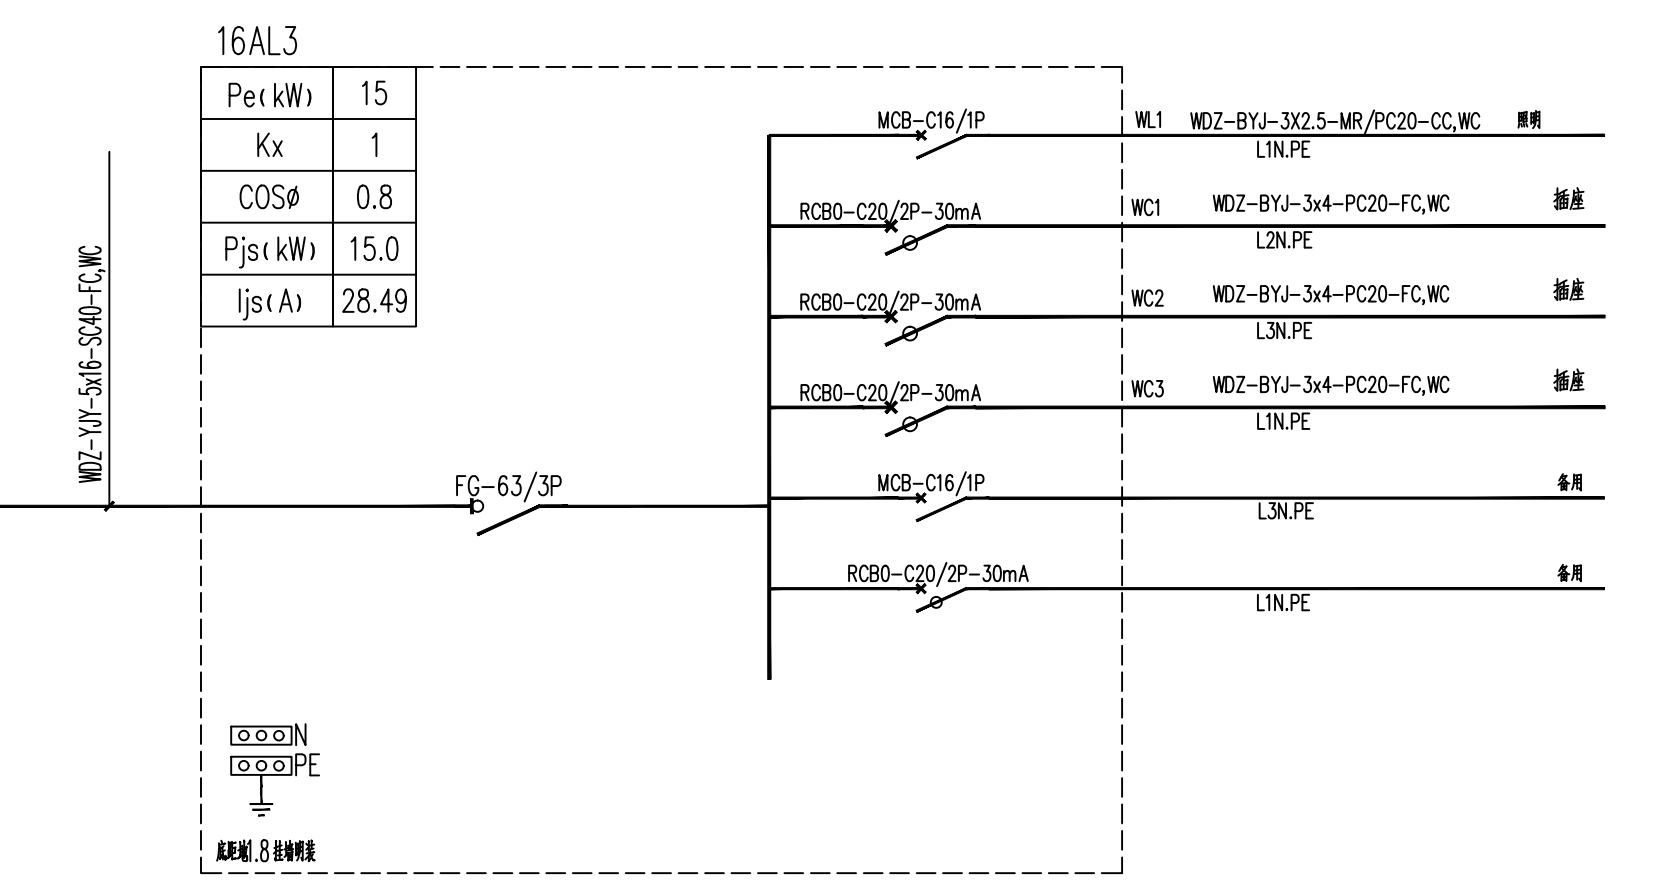 16AL3
Pe(kW) 15
Kx 1
COSø 0.8
Pjs(kW) 15.0
Ijs(A) 28.49
WDZ-YJY-5x16-SC40-FC,WC
FG-63/3P
MCB-C16/1P WL1 WDZ-BYJ-3X2.5-MR/PC20-CC,WC 照明
L1N.PE
RCBO-C20/2P-30mA WC1 WDZ-BYJ-3x4-PC20-FC,WC 插座
L2N.PE
RCBO-C20/2P-30mA WC2 WDZ-BYJ-3x4-PC20-FC,WC 插座
L3N.PE
RCBO-C20/2P-30mA WC3 WDZ-BYJ-3x4-PC20-FC,WC 插座
L1N.PE
MCB-C16/1P 备用
L3N.PE
RCBO-C20/2P-30mA 备用
L1N.PE
N
PE
底距地1.8挂墙明装